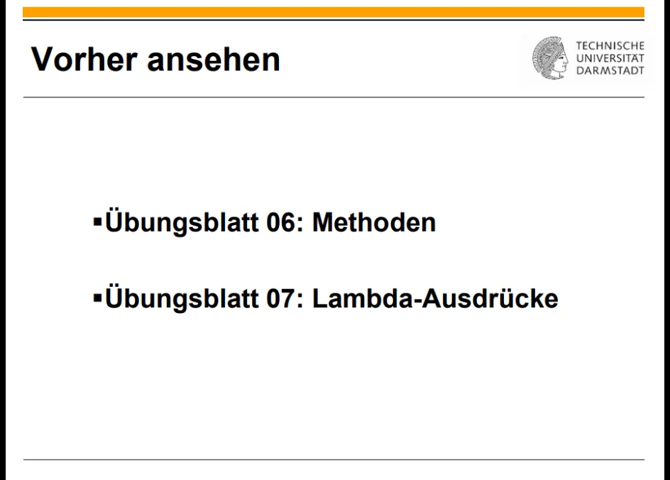 Vorher ansehen
TECHNISCHE
UNIVERSITÄT
DARMSTADT
▪Übungsblatt 06: Methoden
▪Übungsblatt 07: Lambda-Ausdrücke